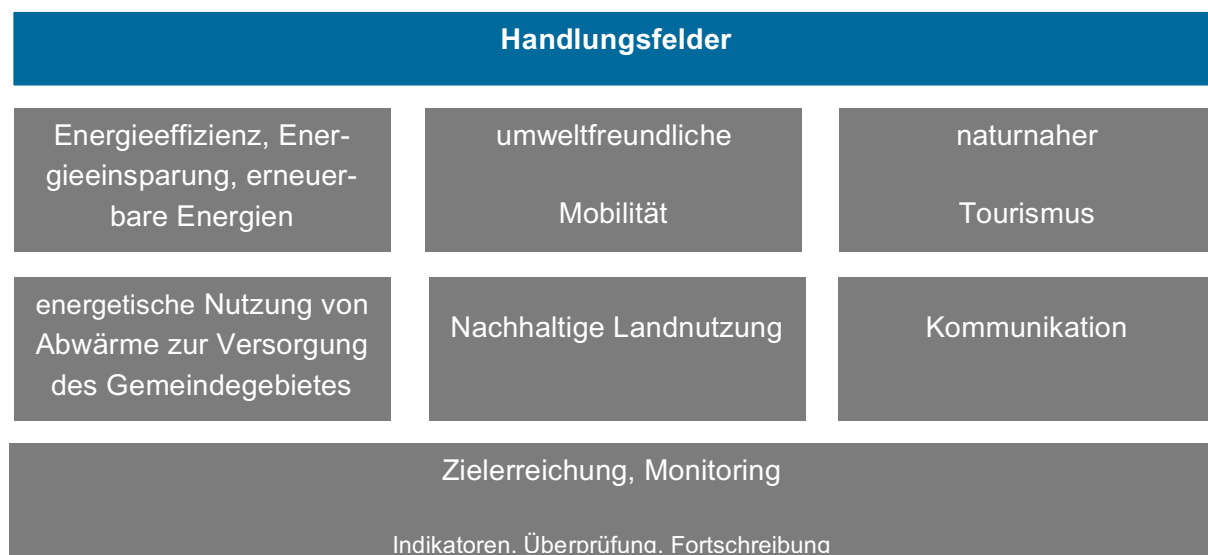 Handlungsfelder
Energieeffizienz, Ener-
gieeinsparung, erneuer-
bare Energien
umweltfreundliche
Mobilität
naturnaher
Tourismus
energetische Nutzung von
Abwärme zur Versorgung
des Gemeindegebietes
Nachhaltige Landnutzung
Kommunikation
Zielerreichung, Monitoring
Indikatoren, Überprüfung, Fortschreibung